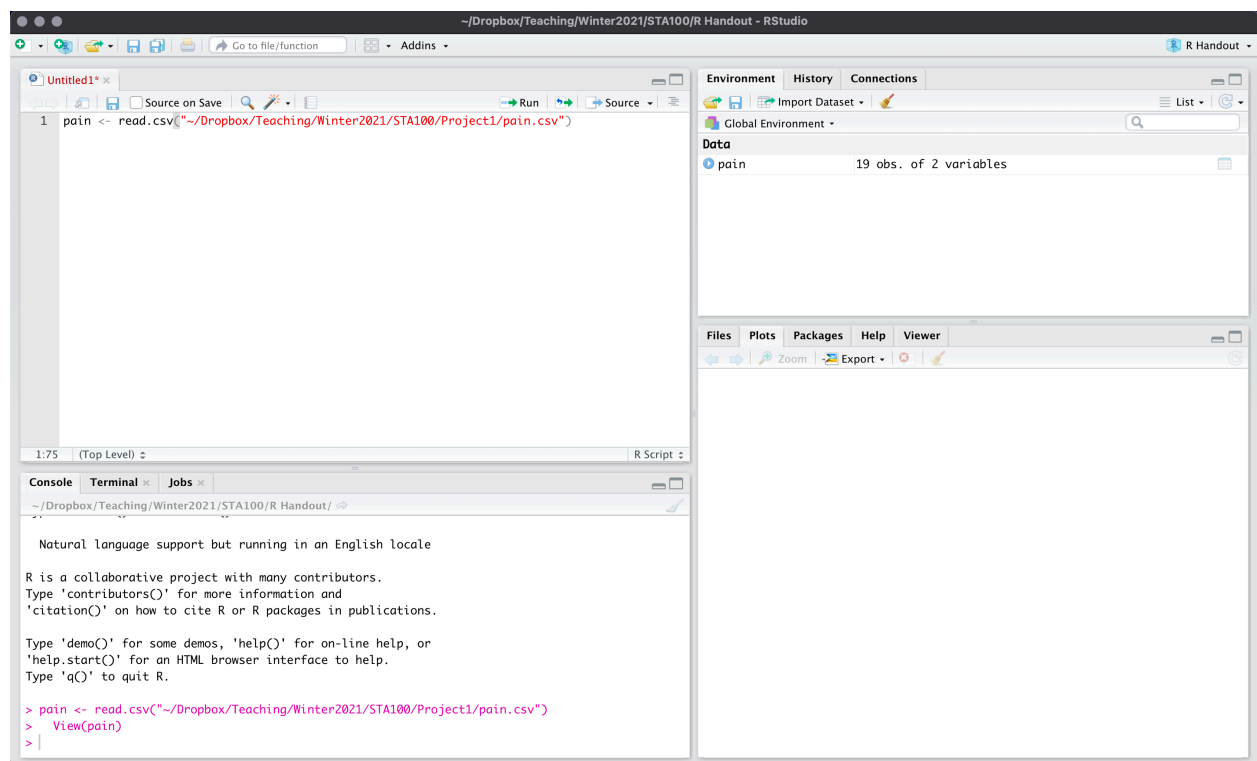 ~/Dropbox/Teaching/Winter2021/STA100/R Handout - RStudio
Go to file/function
Addins
R Handout
Untitled1*
Source on Save
Run
Source
1 pain <- read.csv("~/Dropbox/Teaching/Winter2021/STA100/Project1/pain.csv")
1:75 (Top Level)
R Script
Console Terminal Jobs
~/Dropbox/Teaching/Winter2021/STA100/R Handout/
Natural language support but running in an English locale
R is a collaborative project with many contributors.
Type 'contributors()' for more information and
'citation()' on how to cite R or R packages in publications.
Type 'demo()' for some demos, 'help()' for on-line help, or
'help.start()' for an HTML browser interface to help.
Type 'q()' to quit R.
> pain <- read.csv("~/Dropbox/Teaching/Winter2021/STA100/Project1/pain.csv")
>   View(pain)
>
Environment History Connections
Import Dataset
List
Global Environment
Data
pain 19 obs. of 2 variables
Files Plots Packages Help Viewer
Zoom Export